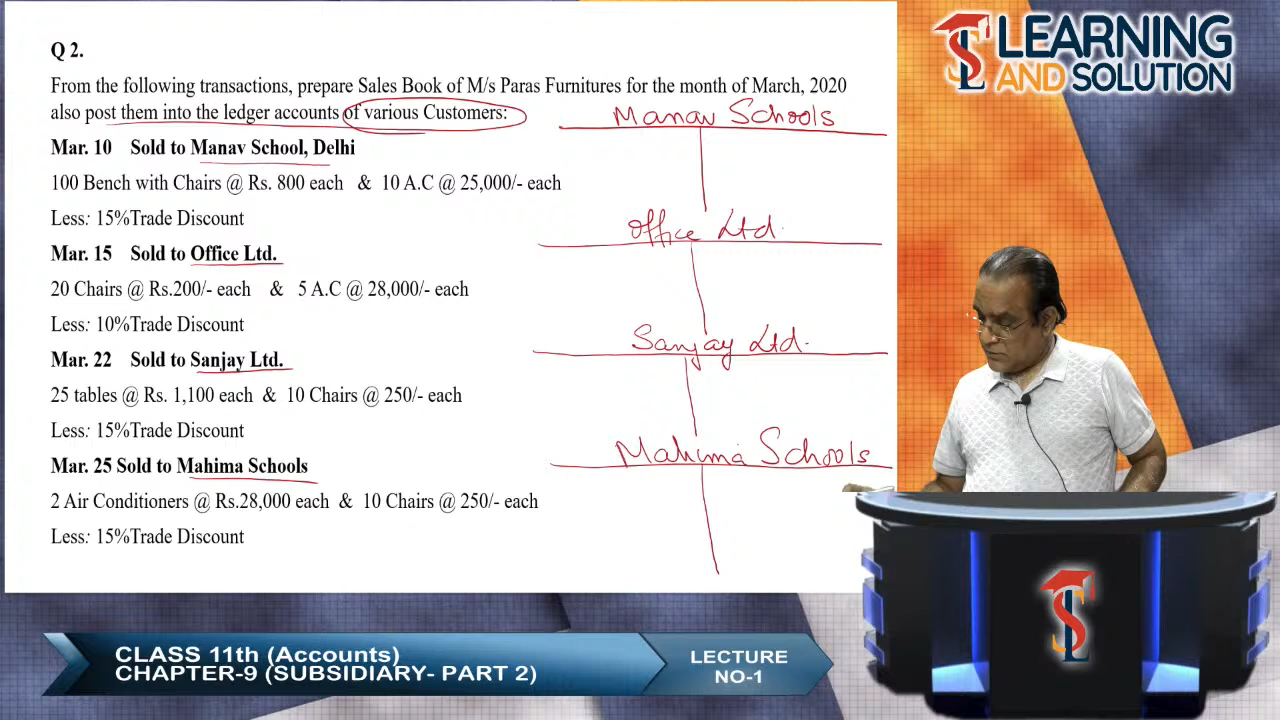 Q 2.
From the following transactions, prepare Sales Book of M/s Paras Furnitures for the month of March, 2020
also post them into the ledger accounts of various Customers:
Mar. 10 Sold to Manav School, Delhi
100 Bench with Chairs @ Rs. 800 each & 10 A.C @ 25,000/- each
Less: 15%Trade Discount
Mar. 15 Sold to Office Ltd.
20 Chairs @ Rs.200/- each & 5 A.C @ 28,000/- each
Less: 10%Trade Discount
Mar. 22 Sold to Sanjay Ltd.
25 tables @ Rs. 1,100 each & 10 Chairs @ 250/- each
Less: 15%Trade Discount
Mar. 25 Sold to Mahima Schools
2 Air Conditioners @ Rs.28,000 each & 10 Chairs @ 250/- each
Less: 15%Trade Discount
Manav Schools
Office Ltd.
Sanjay Ltd.
Mahima Schools
SL LEARNING
AND SOLUTION
SL
CLASS 11th (Accounts)
CHAPTER-9 (SUBSIDIARY- PART 2)
LECTURE
NO-1